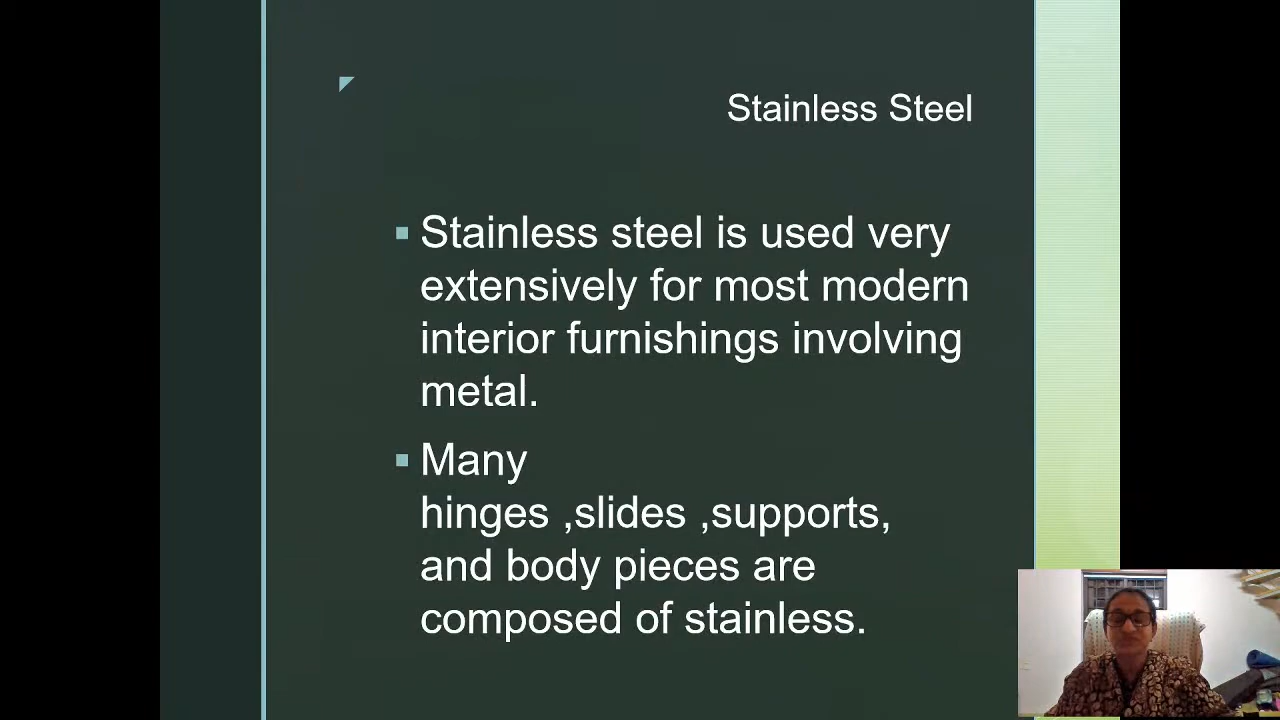 Stainless Steel
Stainless steel is used very
extensively for most modern
interior furnishings involving
metal.
Many
hinges ,slides ,supports,
and body pieces are
composed of stainless.